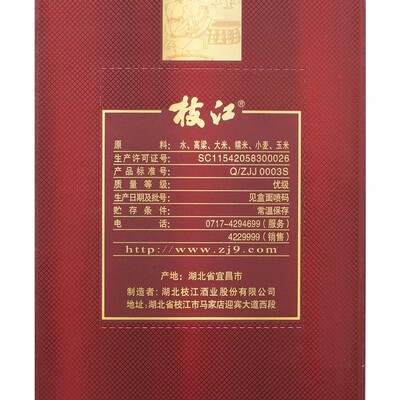 枝江®
原料： 水、高粱、大米、糯米、小麦、玉米
生产许可证号： SC11542058300026
产品标准号： Q/ZJJ 0003S
质量等级： 优级
生产日期及批号： 见盒面喷码
贮存条件： 常温保存
电话： 0717-4294699（服务）
4229999（销售）
http://www.zj9.com
产地：湖北省宜昌市
制造者：湖北枝江酒业股份有限公司
地址：湖北省枝江市马家店迎宾大道西段